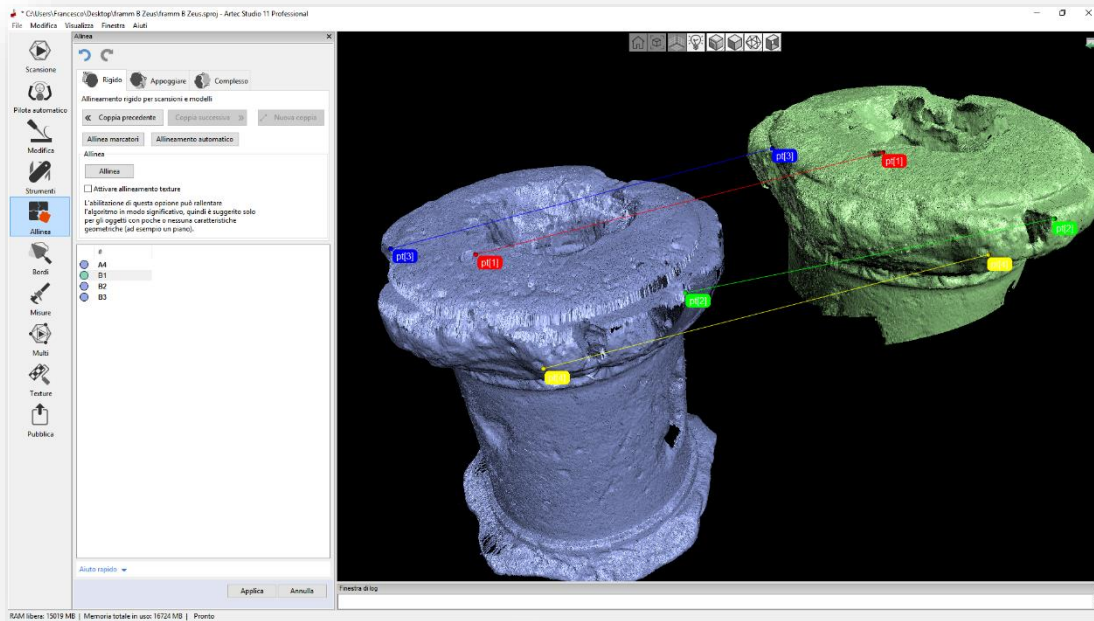 * C:\Users\Francesco\Desktop\framm B Zeus\framm B Zeus.sproj - Artec Studio 11 Professional
File Modifica Visualizza Finestra Aiuti
Allinea
Scansione
Pilota automatico
Modifica
Strumenti
Allinea
Bordi
Misure
Multi
Texture
Pubblica
Rigido Appoggiare Complesso
Allineamento rigido per scansioni e modelli
Coppia precedente Coppia successiva Nuova coppia
Allinea marcatori Allineamento automatico
Allinea
Allinea
Attivare allineamento texture
L'abilitazione di questa opzione può rallentare
l'algoritmo in modo significativo, quindi è suggerito solo
per gli oggetti con poche o nessuna caratteristiche
geometriche (ad esempio un piano).
A4
B1
B2
B3
Aiuto rapido
Applica Annulla
pt[3]
pt[1]
pt[2]
pt[3]
pt[1]
pt[2]
Finestra di log
RAM libera: 15019 MB | Memoria totale in uso: 16724 MB | Pronto